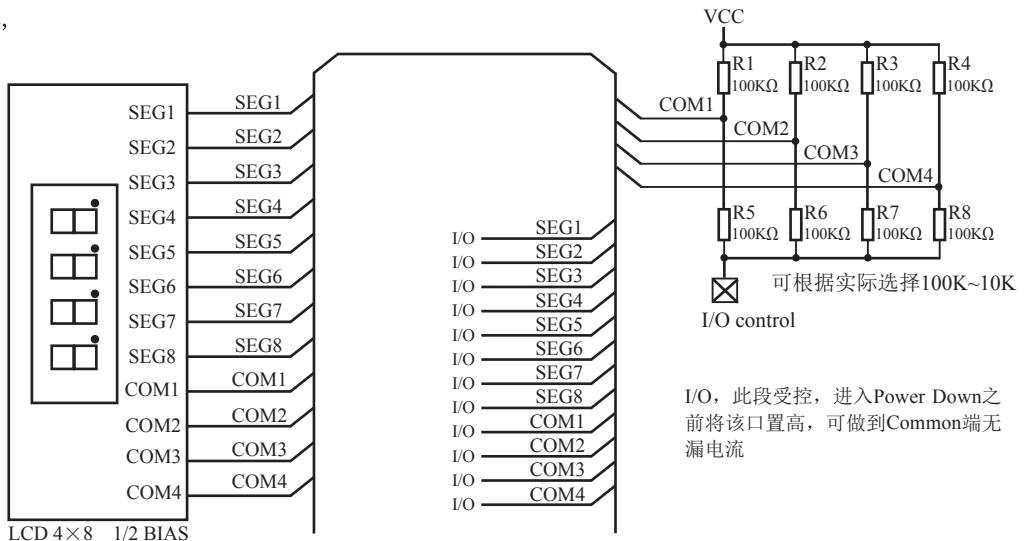 ,
VCC
R1
100KΩ
R2
100KΩ
R3
100KΩ
R4
100KΩ
COM1
COM2
COM3
COM4
R5
100KΩ
R6
100KΩ
R7
100KΩ
R8
100KΩ
可根据实际选择100K~10K
I/O control
I/O，此段受控，进入Power Down之
前将该口置高，可做到Common端无
漏电流
SEG1 SEG1
SEG2 SEG2
SEG3 SEG3
SEG4 SEG4
SEG5 SEG5
SEG6 SEG6
SEG7 SEG7
SEG8 SEG8
COM1 COM1
COM2 COM2
COM3 COM3
COM4 COM4
LCD 4×8 1/2 BIAS
I/O SEG1
I/O SEG2
I/O SEG3
I/O SEG4
I/O SEG5
I/O SEG6
I/O SEG7
I/O SEG8
I/O COM1
I/O COM2
I/O COM3
I/O COM4